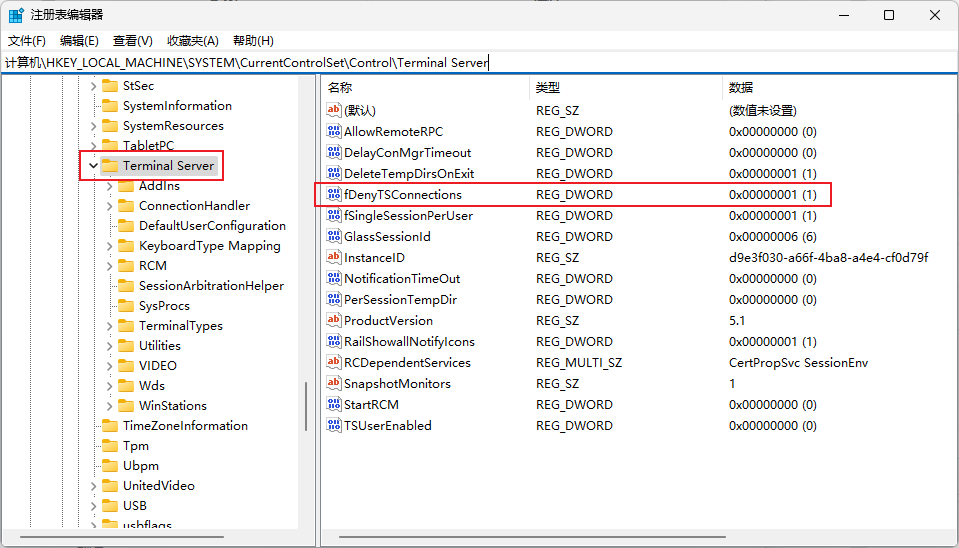 注册表编辑器
文件(F) 编辑(E) 查看(V) 收藏夹(A) 帮助(H)
计算机\HKEY_LOCAL_MACHINE\SYSTEM\CurrentControlSet\Control\Terminal Server
StSec
SystemInformation
SystemResources
TabletPC
Terminal Server
AddIns
ConnectionHandler
DefaultUserConfiguration
KeyboardType Mapping
RCM
SessionArbitrationHelper
SysProcs
TerminalTypes
Utilities
VIDEO
Wds
WinStations
TimeZoneInformation
Tpm
Ubpm
UnitedVideo
USB
usbflags
名称 类型 数据
(默认) REG_SZ (数值未设置)
AllowRemoteRPC REG_DWORD 0x00000000 (0)
DelayConMgrTimeout REG_DWORD 0x00000000 (0)
DeleteTempDirsOnExit REG_DWORD 0x00000001 (1)
fDenyTSConnections REG_DWORD 0x00000001 (1)
fSingleSessionPerUser REG_DWORD 0x00000001 (1)
GlassSessionId REG_DWORD 0x00000006 (6)
InstanceID REG_SZ d9e3f030-a66f-4ba8-a4e4-cf0d79f
NotificationTimeOut REG_DWORD 0x00000000 (0)
PerSessionTempDir REG_DWORD 0x00000000 (0)
ProductVersion REG_SZ 5.1
RailShowallNotifyIcons REG_DWORD 0x00000001 (1)
RCDependentServices REG_MULTI_SZ CertPropSvc SessionEnv
SnapshotMonitors REG_SZ 1
StartRCM REG_DWORD 0x00000000 (0)
TSUserEnabled REG_DWORD 0x00000000 (0)